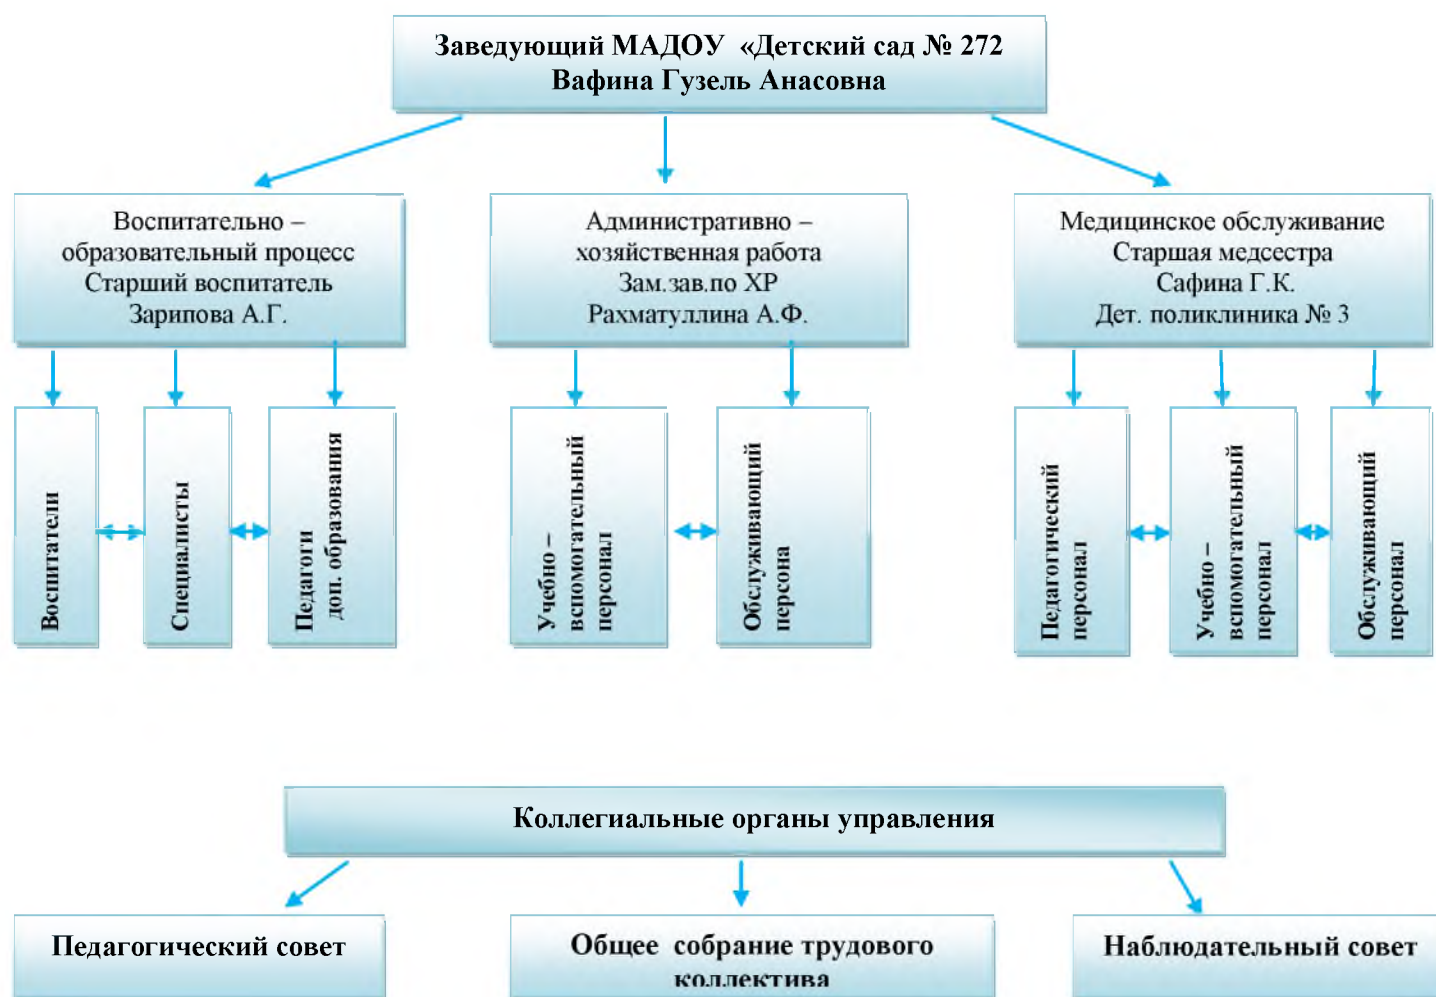 Заведующий МАДОУ «Детский сад № 272
Вафина Гузель Анасовна
Воспитательно –
образовательный процесс
Старший воспитатель
Зарипова А.Г.
Административно –
хозяйственная работа
Зам.зав.по ХР
Рахматуллина А.Ф.
Медицинское обслуживание
Старшая медсестра
Сафина Г.К.
Дет. поликлиника № 3
Воспитатели
Специалисты
Педагоги
доп. образования
Учебно –
вспомогательный
персонал
Обслуживающий
персона
Педагогический
персонал
Учебно –
вспомогательный
персонал
Обслуживающий
персонал
Коллегиальные органы управления
Педагогический совет
Общее собрание трудового
коллектива
Наблюдательный совет